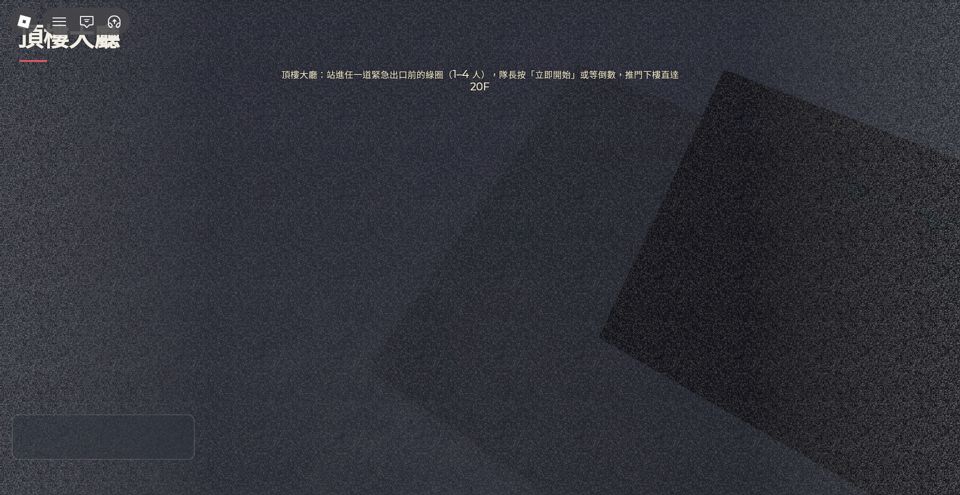 頂樓大廳
頂樓大廳：站進任一道緊急出口前的綠圈（1–4 人），隊長按「立即開始」或等倒數，推門下樓直達
20F